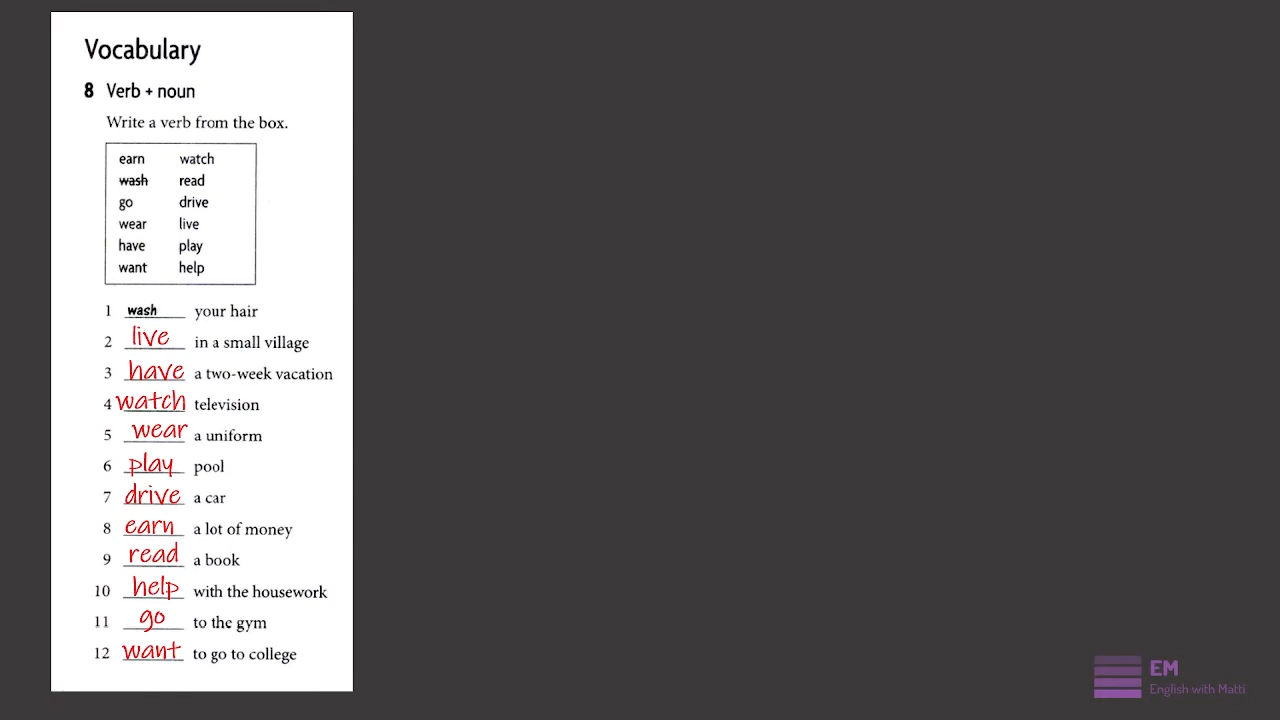 Vocabulary
8 Verb + noun
Write a verb from the box.
earn watch
wash read
go drive
wear live
have play
want help
1 wash your hair
2 live in a small village
3 have a two-week vacation
4 watch television
5 wear a uniform
6 play pool
7 drive a car
8 earn a lot of money
9 read a book
10 help with the housework
11 go to the gym
12 want to go to college
EM
English with Matti